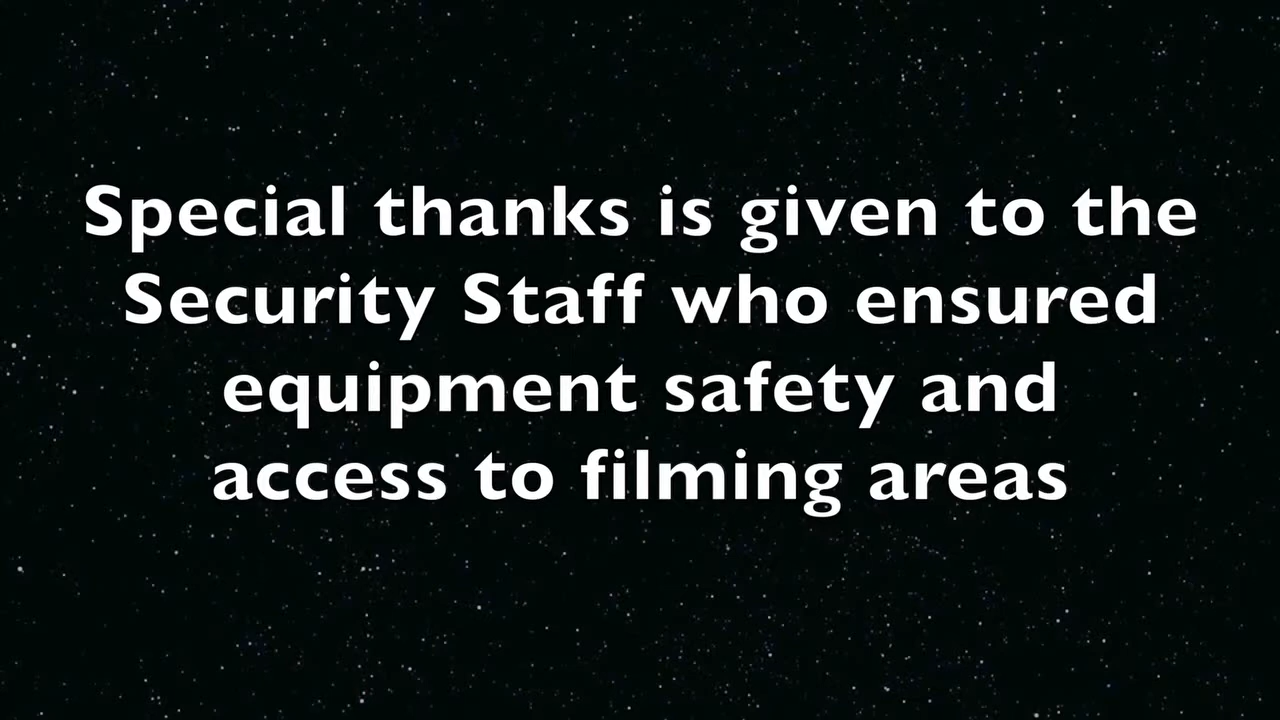 Special thanks is given to the
Security Staff who ensured
equipment safety and
access to filming areas